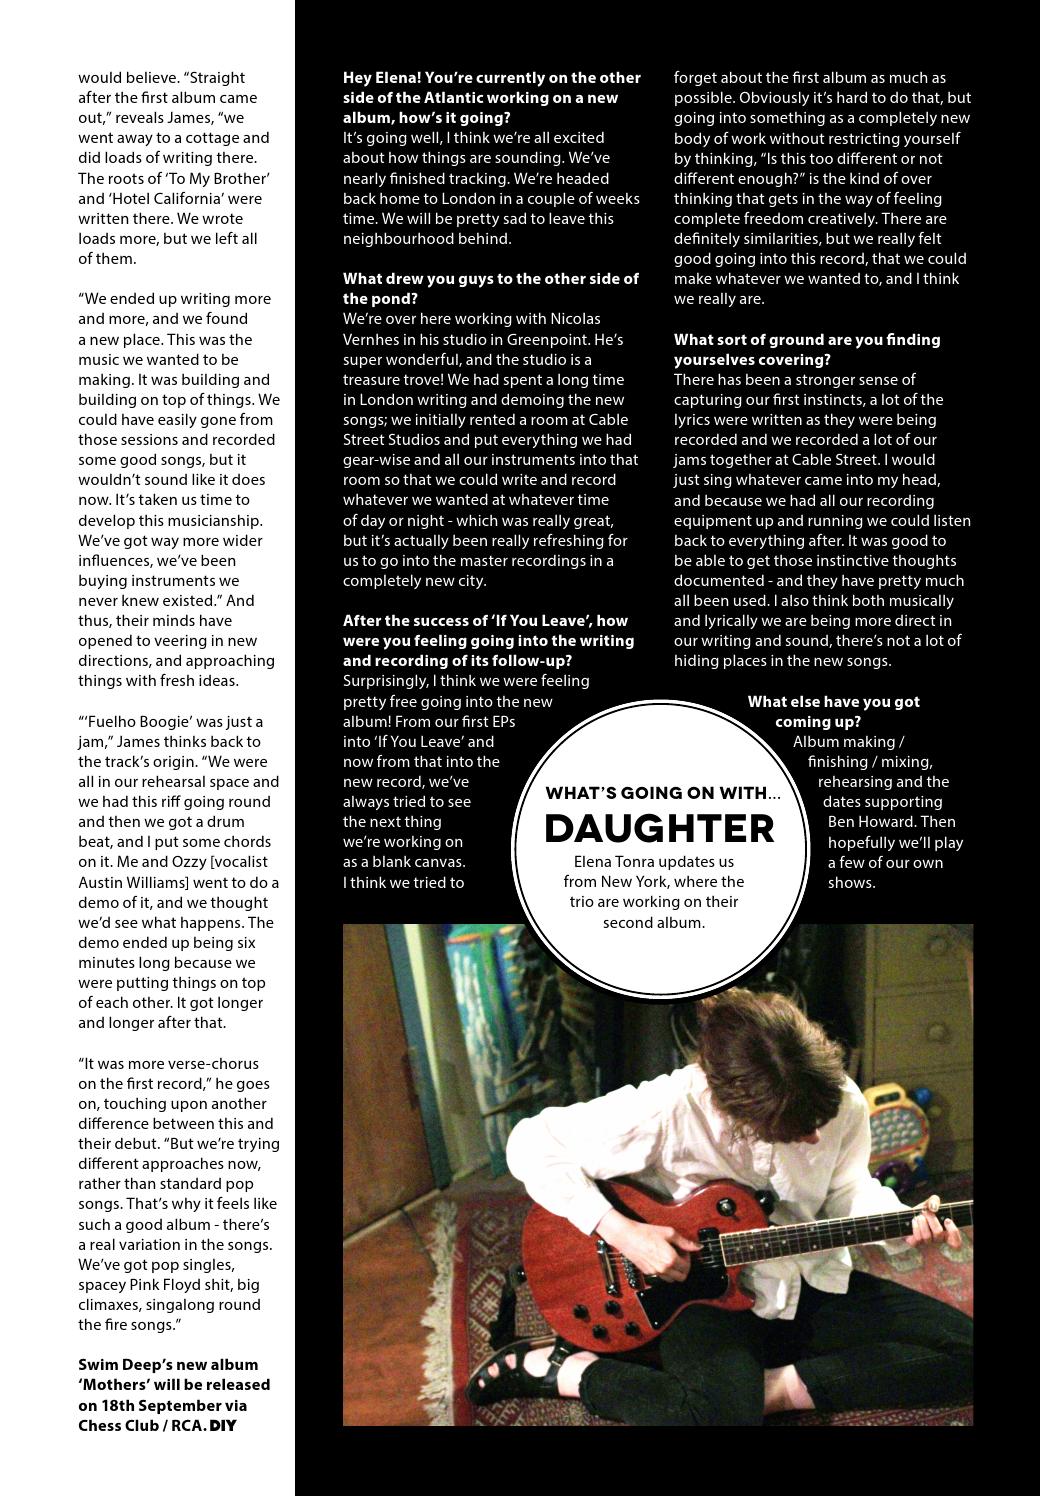 would believe. “Straight
after the first album came
out,” reveals James, “we
went away to a cottage and
did loads of writing there.
The roots of ‘To My Brother’
and ‘Hotel California’ were
written there. We wrote
loads more, but we left all
of them.
“We ended up writing more
and more, and we found
a new place. This was the
music we wanted to be
making. It was building and
building on top of things. We
could have easily gone from
those sessions and recorded
some good songs, but it
wouldn’t sound like it does
now. It’s taken us time to
develop this musicianship.
We’ve got way more wider
influences, we’ve been
buying instruments we
never knew existed.” And
thus, their minds have
opened to veering in new
directions, and approaching
things with fresh ideas.
“‘Fuelho Boogie’ was just a
jam,” James thinks back to
the track’s origin. “We were
all in our rehearsal space and
we had this riff going round
and then we got a drum
beat, and I put some chords
on it. Me and Ozzy [vocalist
Austin Williams] went to do a
demo of it, and we thought
we’d see what happens. The
demo ended up being six
minutes long because we
were putting things on top
of each other. It got longer
and longer after that.
“It was more verse-chorus
on the first record,” he goes
on, touching upon another
difference between this and
their debut. “But we’re trying
different approaches now,
rather than standard pop
songs. That’s why it feels like
such a good album - there’s
a real variation in the songs.
We’ve got pop singles,
spacey Pink Floyd shit, big
climaxes, singalong round
the fire songs.”
Swim Deep’s new album
‘Mothers’ will be released
on 18th September via
Chess Club / RCA. DIY
Hey Elena! You’re currently on the other
side of the Atlantic working on a new
album, how’s it going?
It’s going well, I think we’re all excited
about how things are sounding. We’ve
nearly finished tracking. We’re headed
back home to London in a couple of weeks
time. We will be pretty sad to leave this
neighbourhood behind.
What drew you guys to the other side of
the pond?
We’re over here working with Nicolas
Vernhes in his studio in Greenpoint. He’s
super wonderful, and the studio is a
treasure trove! We had spent a long time
in London writing and demoing the new
songs; we initially rented a room at Cable
Street Studios and put everything we had
gear-wise and all our instruments into that
room so that we could write and record
whatever we wanted at whatever time
of day or night - which was really great,
but it’s actually been really refreshing for
us to go into the master recordings in a
completely new city.
After the success of ‘If You Leave’, how
were you feeling going into the writing
and recording of its follow-up?
Surprisingly, I think we were feeling
pretty free going into the new
album! From our first EPs
into ‘If You Leave’ and
now from that into the
new record, we’ve
always tried to see
the next thing
we’re working on
as a blank canvas.
I think we tried to
forget about the first album as much as
possible. Obviously it’s hard to do that, but
going into something as a completely new
body of work without restricting yourself
by thinking, “Is this too different or not
different enough?” is the kind of over
thinking that gets in the way of feeling
complete freedom creatively. There are
definitely similarities, but we really felt
good going into this record, that we could
make whatever we wanted to, and I think
we really are.
What sort of ground are you finding
yourselves covering?
There has been a stronger sense of
capturing our first instincts, a lot of the
lyrics were written as they were being
recorded and we recorded a lot of our
jams together at Cable Street. I would
just sing whatever came into my head,
and because we had all our recording
equipment up and running we could listen
back to everything after. It was good to
be able to get those instinctive thoughts
documented - and they have pretty much
all been used. I also think both musically
and lyrically we are being more direct in
our writing and sound, there’s not a lot of
hiding places in the new songs.
What else have you got
coming up?
Album making /
finishing / mixing,
rehearsing and the
dates supporting
Ben Howard. Then
hopefully we’ll play
a few of our own
shows.
WHAT’S GOING ON WITH...
DAUGHTER
Elena Tonra updates us
from New York, where the
trio are working on their
second album.